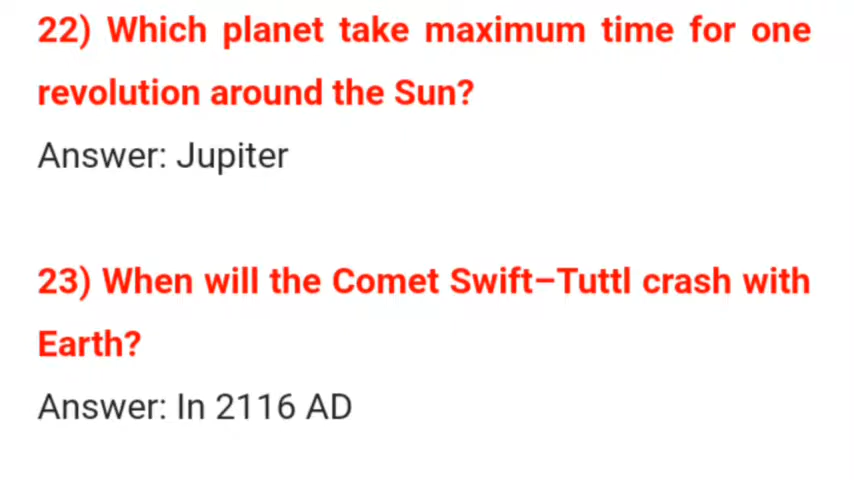 22) Which planet take maximum time for one
revolution around the Sun?
Answer: Jupiter
23) When will the Comet Swift–Tuttl crash with
Earth?
Answer: In 2116 AD